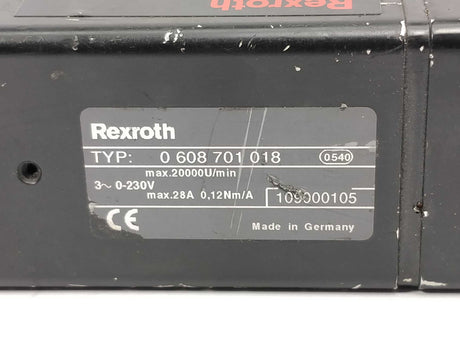 Rexroth
Rexroth
TYP: 0 608 701 018 0540
max.20000U/min
3~ 0-230V
max.28A 0,12Nm/A 109000105
CE Made in Germany